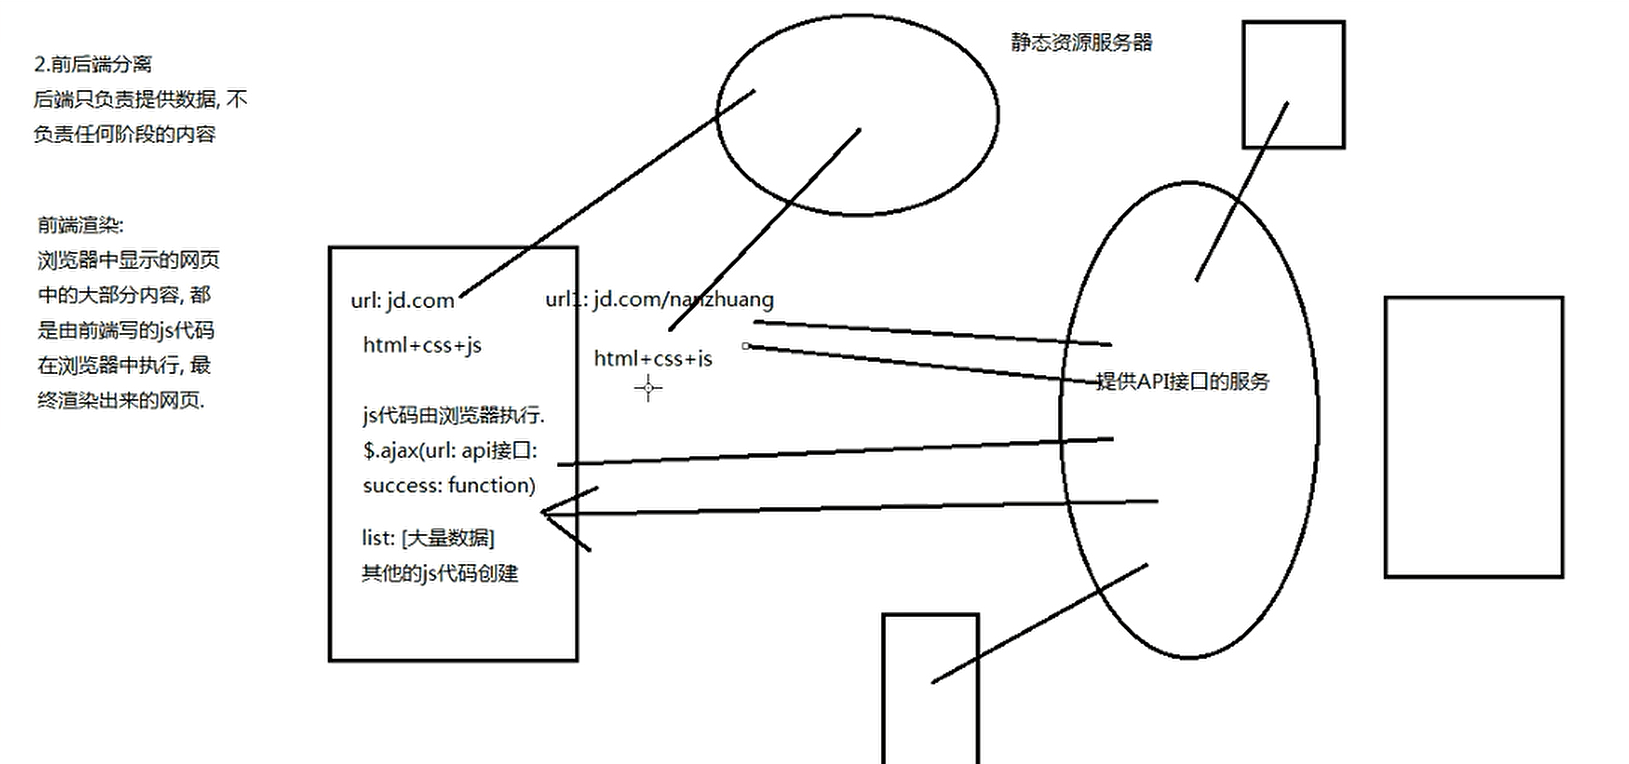 2.前后端分离
后端只负责提供数据, 不
负责任何阶段的内容
前端渲染:
浏览器中显示的网页
中的大部分内容, 都
是由前端写的js代码
在浏览器中执行, 最
终渲染出来的网页.
静态资源服务器
url: jd.com
url1: jd.com/nanzhuang
html+css+js
html+css+js
提供API接口的服务
js代码由浏览器执行.
$.ajax(url: api接口:
success: function)
list: [大量数据]
其他的js代码创建